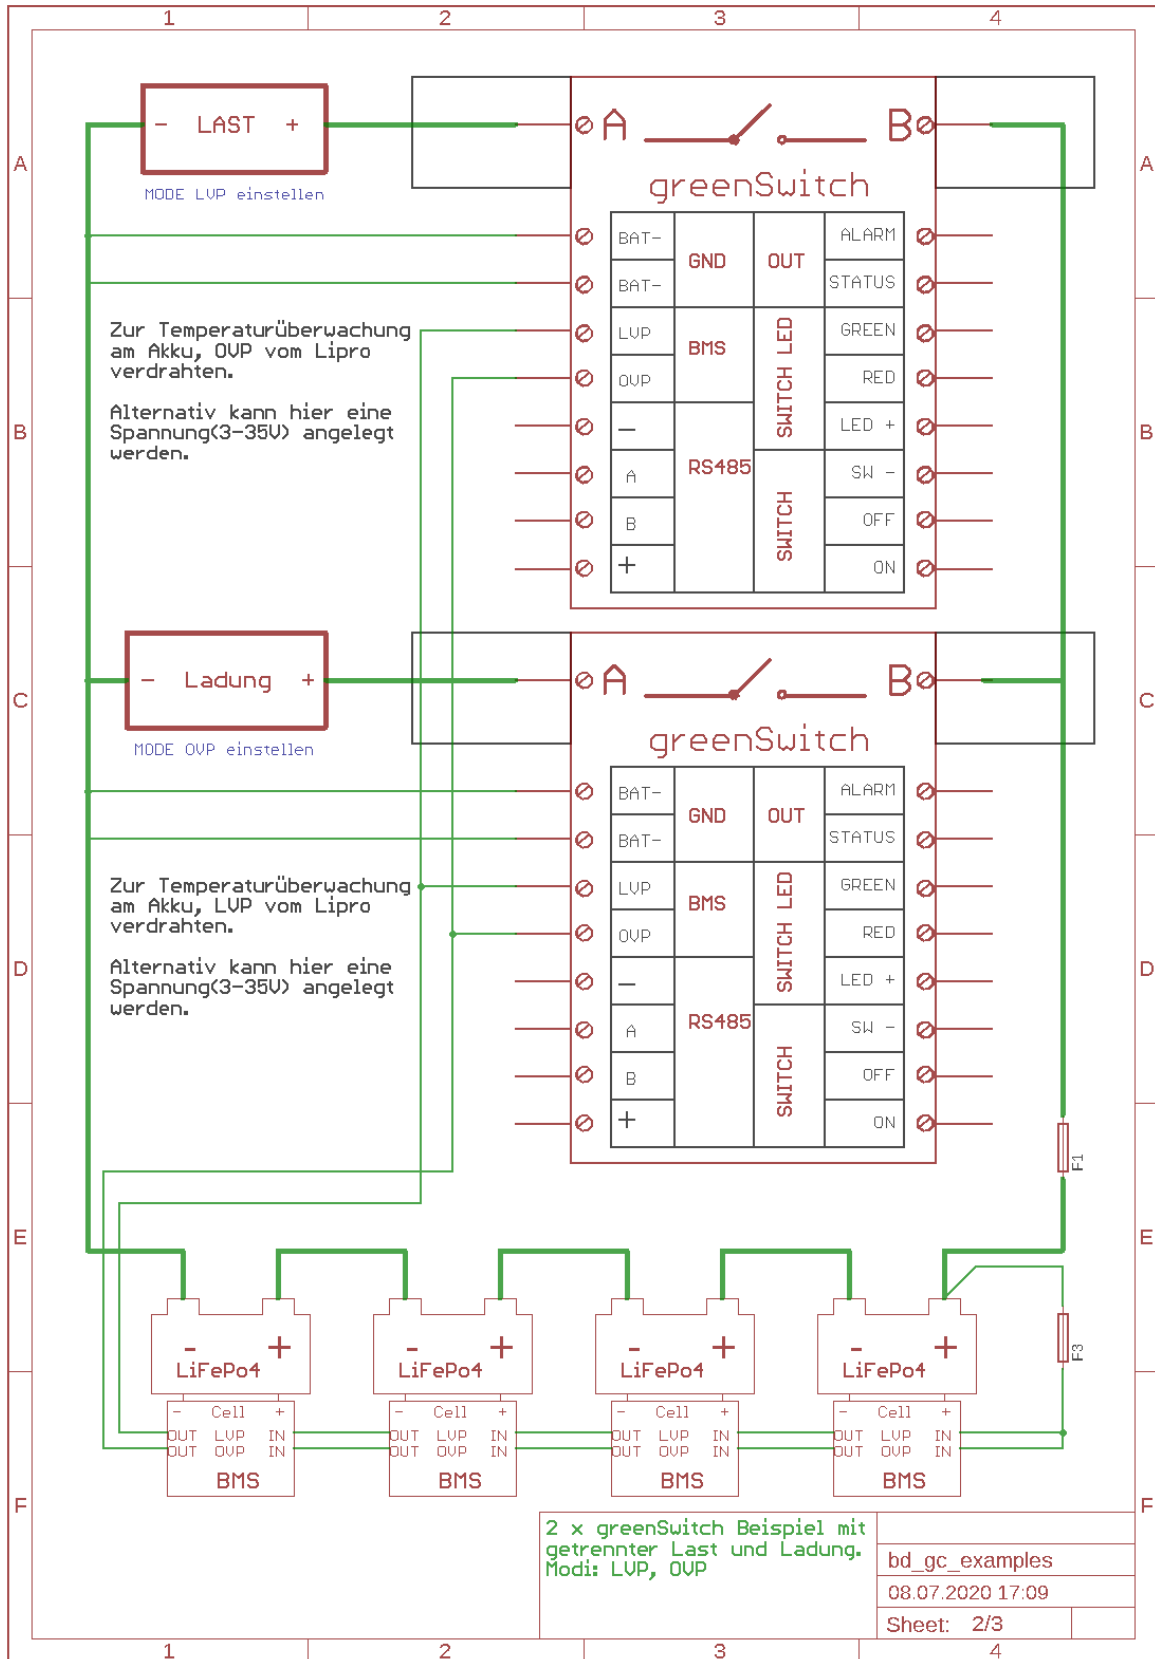 1 2 3 4
A
B
C
D
E
F
A
B
C
D
E
F
- LAST +
MODE LVP einstellen
A B
greenSwitch
BAT- GND OUT ALARM
BAT- STATUS
LVP BMS SWITCH LED GREEN
OVP RED
- RS485 LED +
A SWITCH SW -
B OFF
+ ON
Zur Temperaturüberwachung
am Akku, OVP vom Lipro
verdrahten.
Alternativ kann hier eine
Spannung(3-35V) angelegt
werden.
- Ladung +
MODE OVP einstellen
A B
greenSwitch
BAT- GND OUT ALARM
BAT- STATUS
LVP BMS SWITCH LED GREEN
OVP RED
- RS485 LED +
A SWITCH SW -
B OFF
+ ON
Zur Temperaturüberwachung
am Akku, LVP vom Lipro
verdrahten.
Alternativ kann hier eine
Spannung(3-35V) angelegt
werden.
F1
F3
- +
LiFePo4
- Cell +
OUT LVP IN
OUT OVP IN
BMS
- +
LiFePo4
- Cell +
OUT LVP IN
OUT OVP IN
BMS
- +
LiFePo4
- Cell +
OUT LVP IN
OUT OVP IN
BMS
- +
LiFePo4
- Cell +
OUT LVP IN
OUT OVP IN
BMS
2 x greenSwitch Beispiel mit
getrennter Last und Ladung.
Modi: LVP, OVP
bd_gc_examples
08.07.2020 17:09
Sheet: 2/3
1 2 3 4